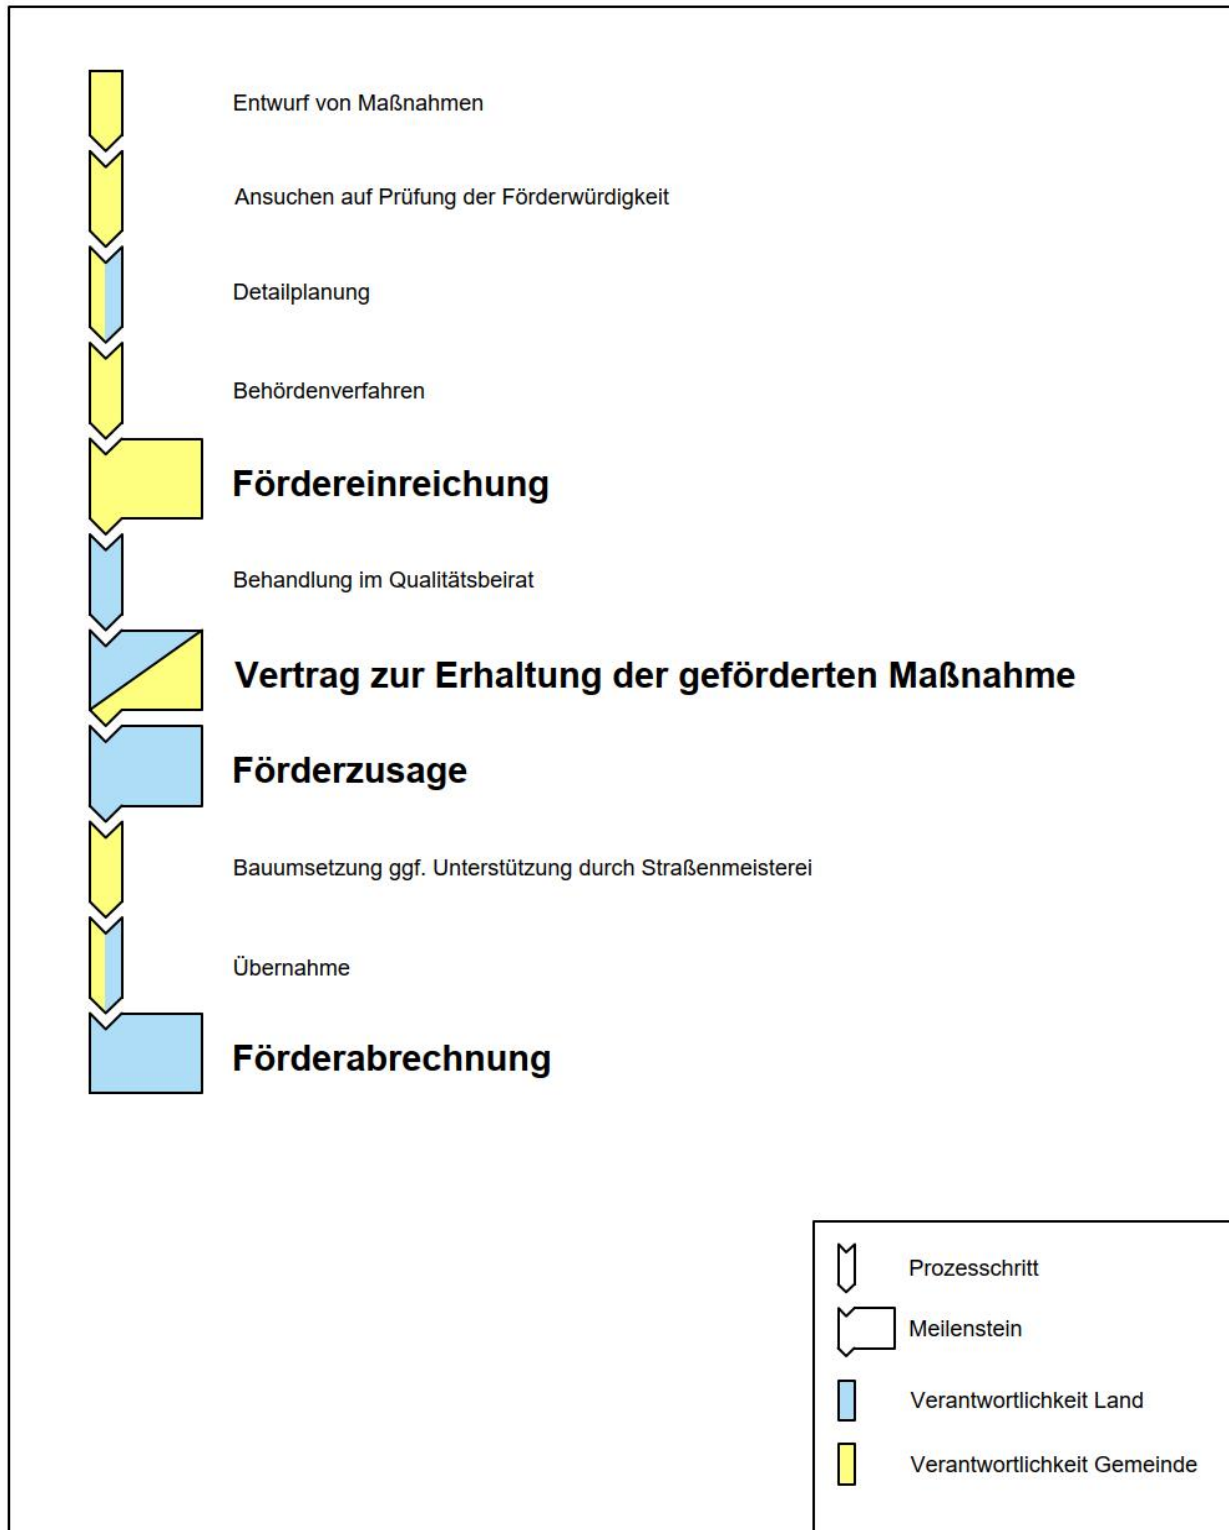 Entwurf von Maßnahmen
Ansuchen auf Prüfung der Förderwürdigkeit
Detailplanung
Behördenverfahren
Fördereinreichung
Behandlung im Qualitätsbeirat
Vertrag zur Erhaltung der geförderten Maßnahme
Förderzusage
Bauumsetzung ggf. Unterstützung durch Straßenmeisterei
Übernahme
Förderabrechnung
Prozesschritt
Meilenstein
Verantwortlichkeit Land
Verantwortlichkeit Gemeinde